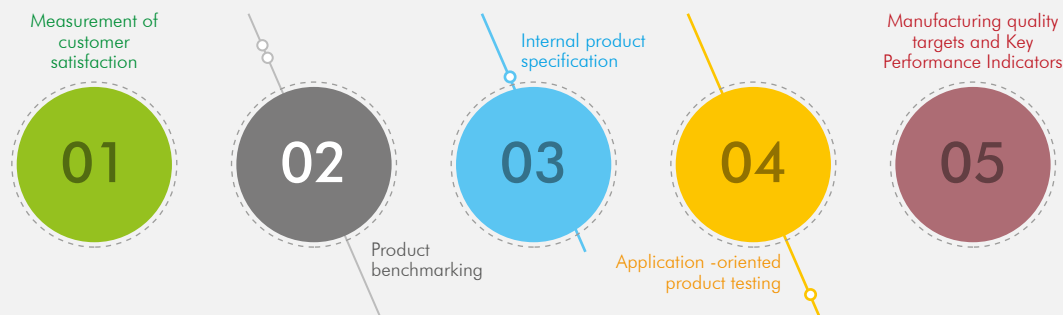 Measurement of
customer
satisfaction
01
02
Product
benchmarking
Internal product
specification
03
04
Application -oriented
product testing
Manufacturing quality
targets and Key
Performance Indicators
05